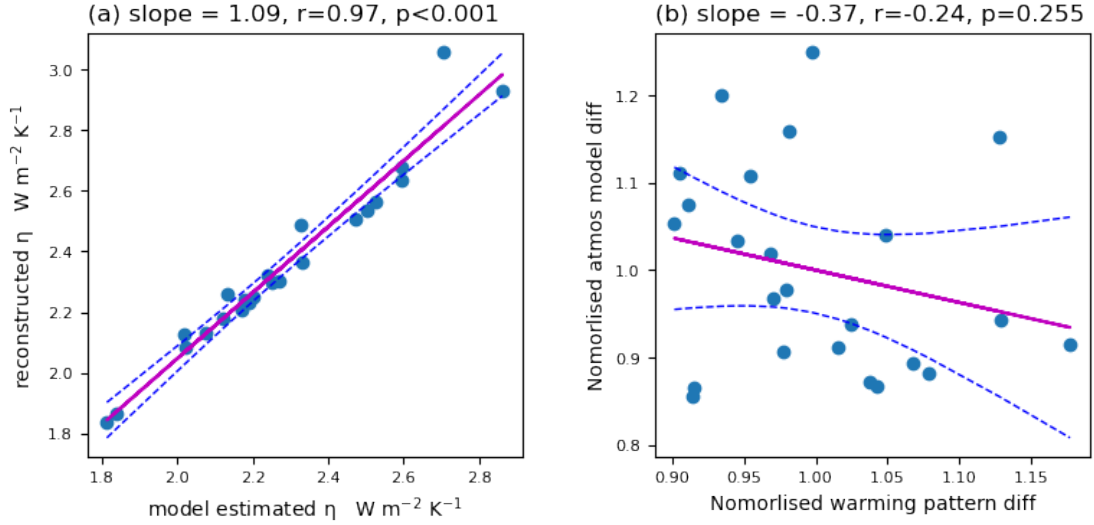 (a) slope = 1.09, r=0.97, p<0.001
reconstructed η W m⁻² K⁻¹
3.0
2.8
2.6
2.4
2.2
2.0
1.8
1.8 2.0 2.2 2.4 2.6 2.8
model estimated η W m⁻² K⁻¹
(b) slope = -0.37, r=-0.24, p=0.255
Nomorlised atmos model diff
1.2
1.1
1.0
0.9
0.8
0.90 0.95 1.00 1.05 1.10 1.15
Nomorlised warming pattern diff